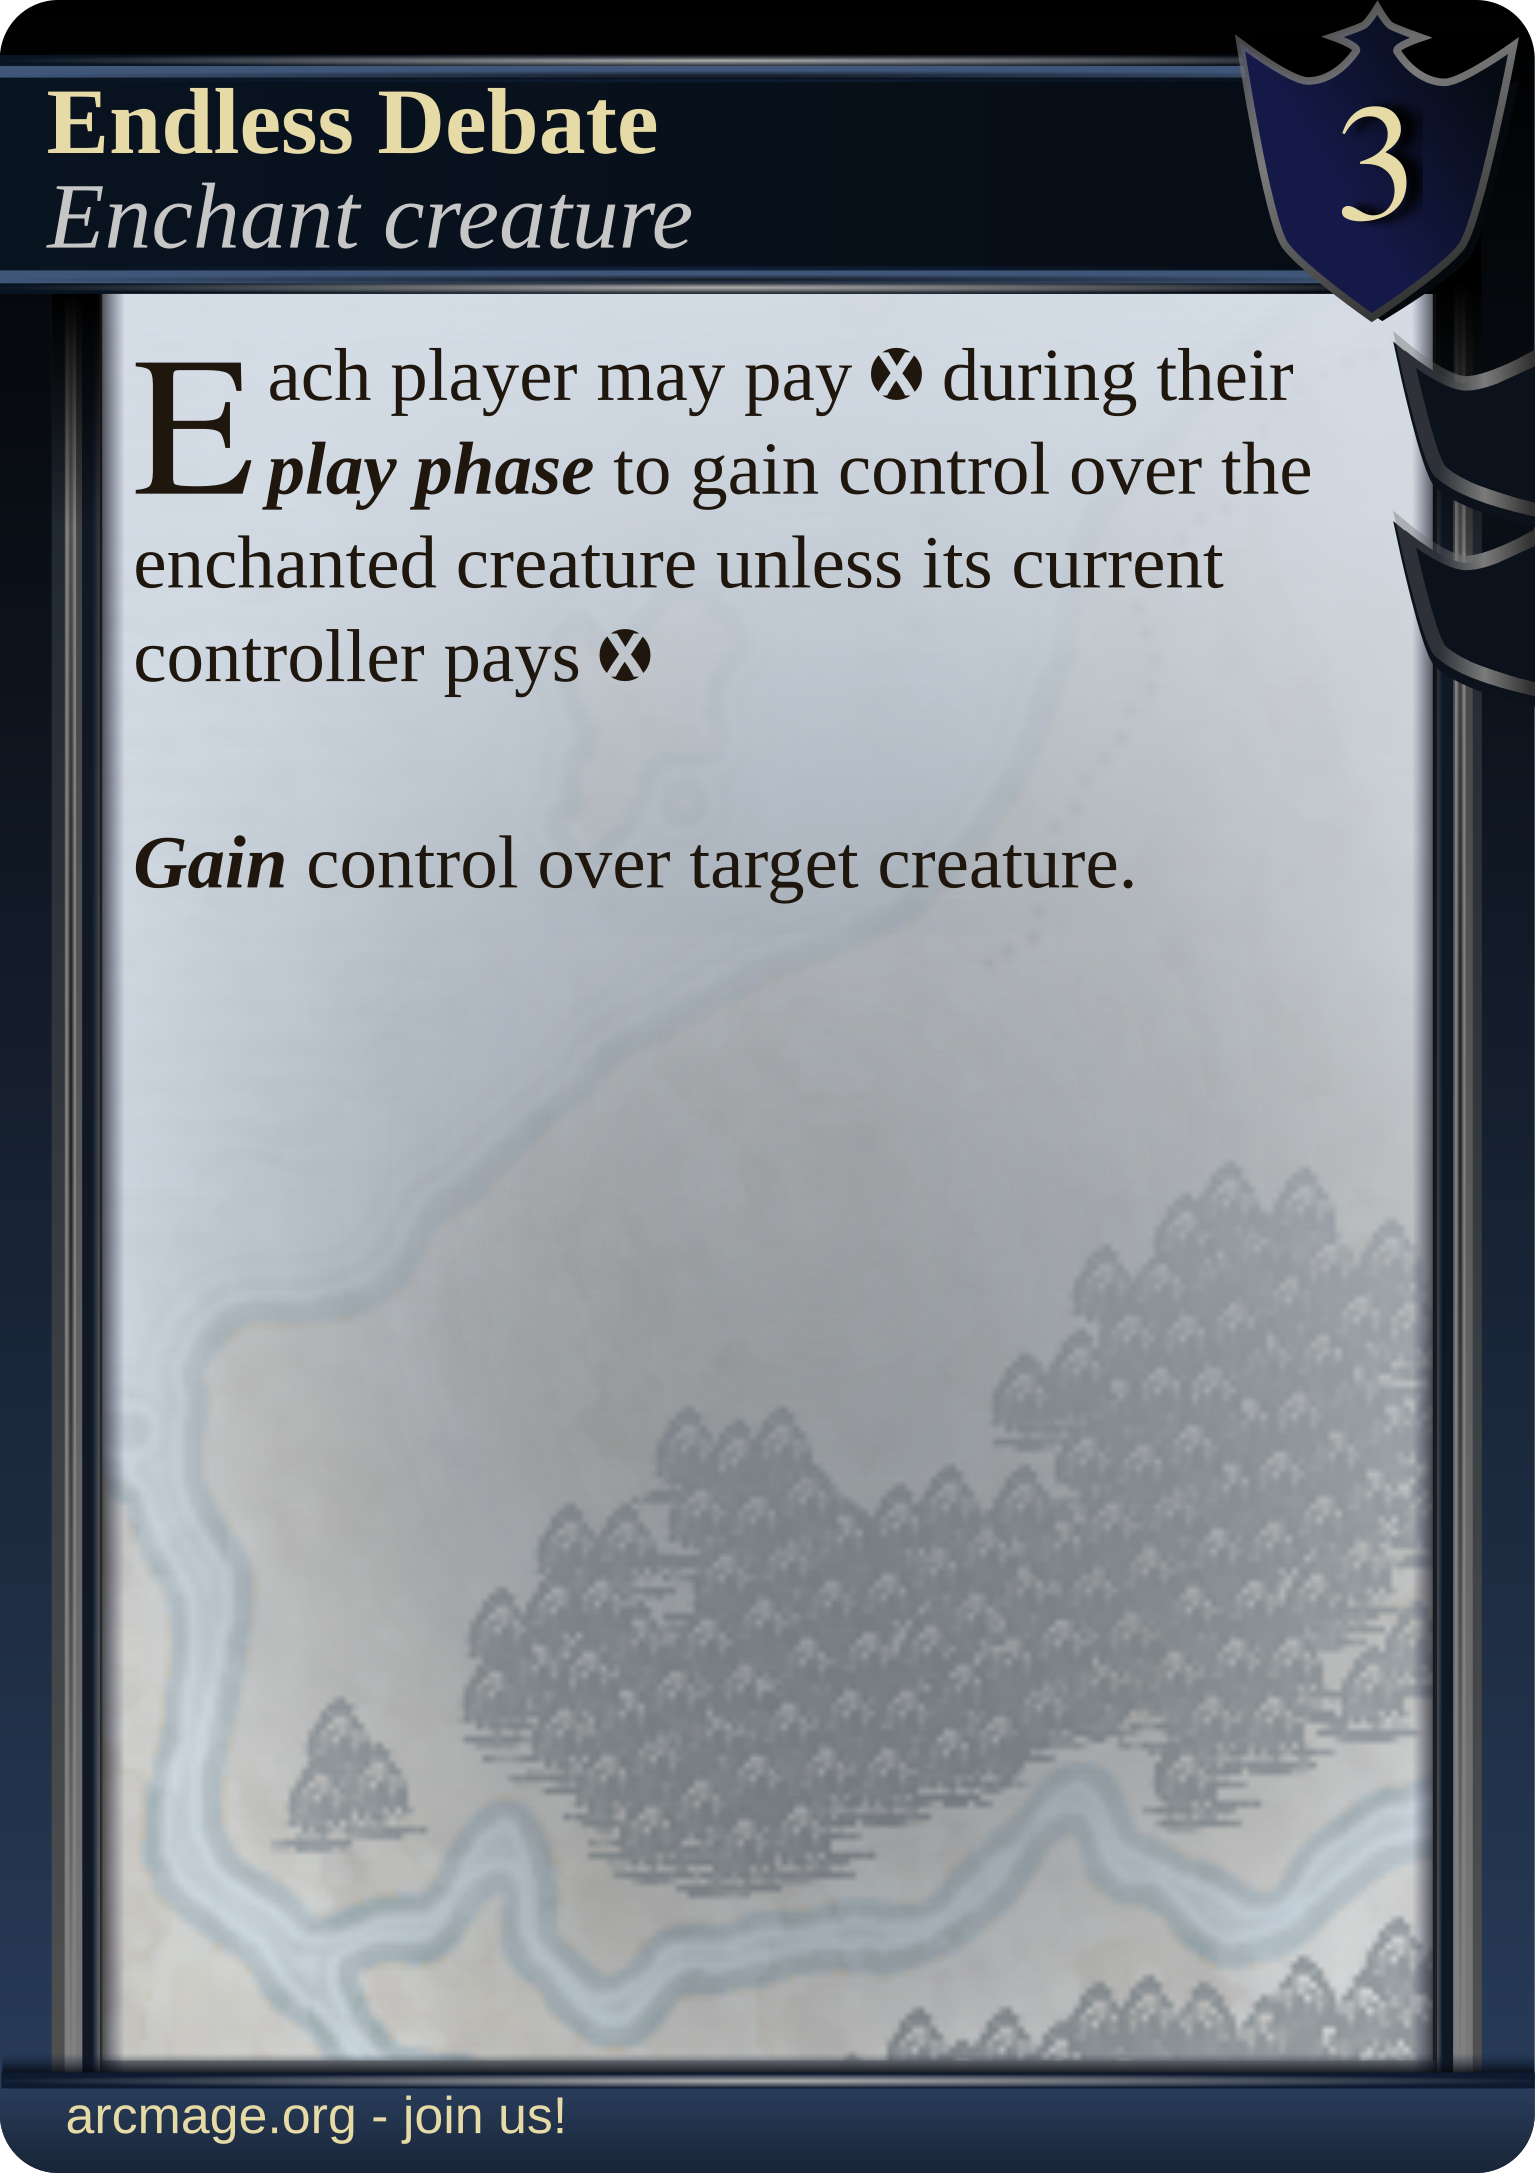 Endless Debate
Enchant creature
3
Each player may pay X during their
play phase to gain control over the
enchanted creature unless its current
controller pays X
Gain control over target creature.
arcmage.org - join us!